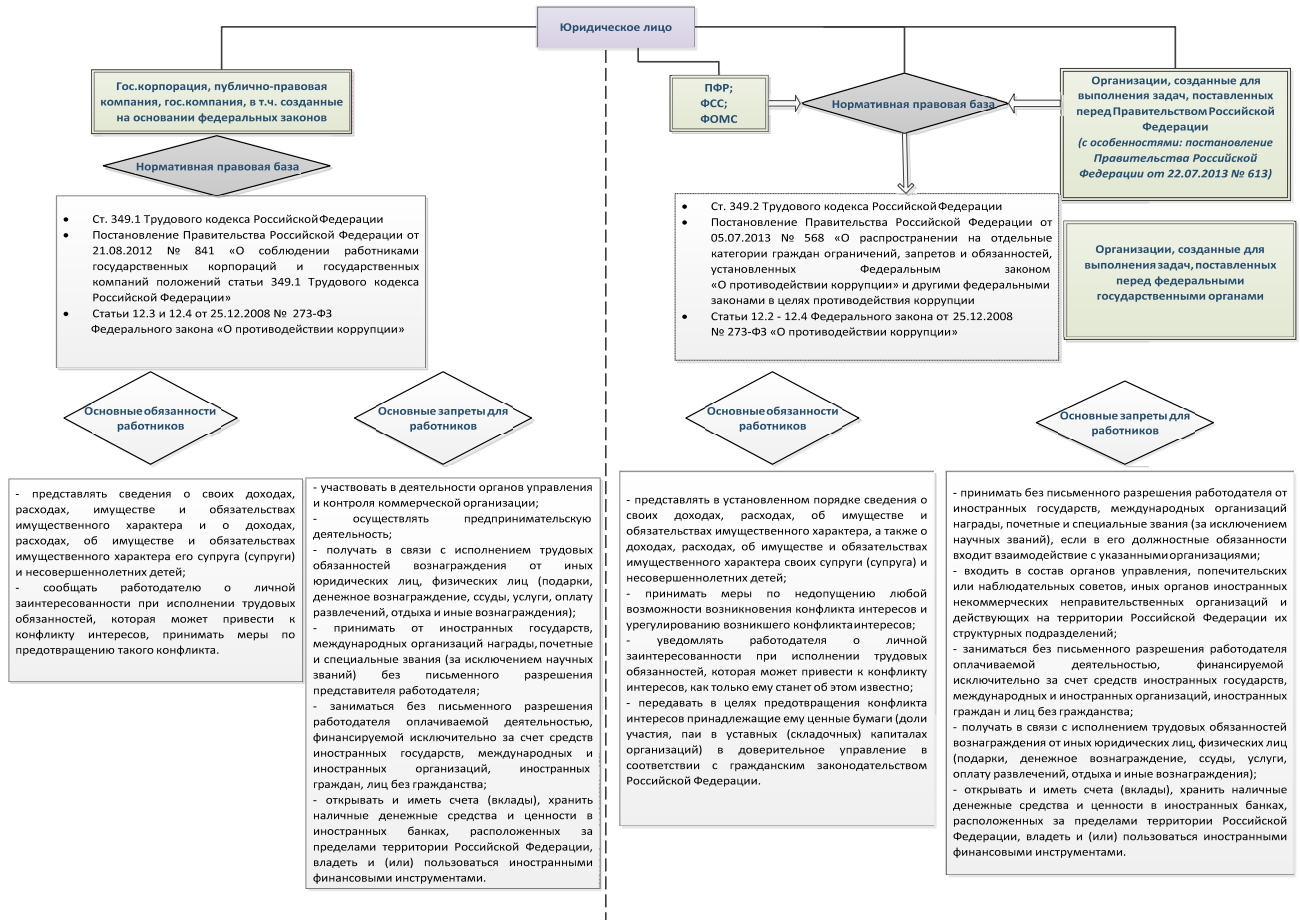 Юридическое лицо
Гос.корпорация, публично-правовая
компания, гос.компания, в т.ч. созданные
на основании федеральных законов
Нормативная правовая база
• Ст. 349.1 Трудового кодекса Российской Федерации
• Постановление Правительства Российской Федерации от
21.08.2012 № 841 «О соблюдении работниками
государственных корпораций и государственных
компаний положений статьи 349.1 Трудового кодекса
Российской Федерации»
• Статьи 12.3 и 12.4 от 25.12.2008 № 273-ФЗ
Федерального закона «О противодействии коррупции»
ПФР;
ФСС;
ФОМС
Нормативная правовая база
Организации, созданные для
выполнения задач, поставленных
перед Правительством Российской
Федерации
(с особенностями: постановление
Правительства Российской
Федерации от 22.07.2013 № 613)
• Ст. 349.2 Трудового кодекса Российской Федерации
• Постановление Правительства Российской Федерации от
05.07.2013 № 568 «О распространении на отдельные
категории граждан ограничений, запретов и обязанностей,
установленных Федеральным законом
«О противодействии коррупции» и другими федеральными
законами в целях противодействия коррупции
• Статьи 12.2 - 12.4 Федерального закона от 25.12.2008
№ 273-ФЗ «О противодействии коррупции»
Организации, созданные для
выполнения задач, поставленных
перед федеральными
государственными органами
Основные обязанности
работников
- представлять сведения о своих доходах,
расходах, имуществе и обязательствах
имущественного характера и о доходах,
расходах, об имуществе и обязательствах
имущественного характера его супруга (супруги)
и несовершеннолетних детей;
- сообщать работодателю о личной
заинтересованности при исполнении трудовых
обязанностей, которая может привести к
конфликту интересов, принимать меры по
предотвращению такого конфликта.
Основные запреты для
работников
- участвовать в деятельности органов управления
и контроля коммерческой организации;
- осуществлять предпринимательскую
деятельность;
- получать в связи с исполнением трудовых
обязанностей вознаграждения от иных
юридических лиц, физических лиц (подарки,
денежное вознаграждение, ссуды, услуги, оплату
развлечений, отдыха и иные вознаграждения);
- принимать от иностранных государств,
международных организаций награды, почетные
и специальные звания (за исключением научных
званий) без письменного разрешения
представителя работодателя;
- заниматься без письменного разрешения
работодателя оплачиваемой деятельностью,
финансируемой исключительно за счет средств
иностранных государств, международных и
иностранных организаций, иностранных
граждан, лиц без гражданства;
- открывать и иметь счета (вклады), хранить
наличные денежные средства и ценности в
иностранных банках, расположенных за
пределами территории Российской Федерации,
владеть и (или) пользоваться иностранными
финансовыми инструментами.
Основные обязанности
работников
- представлять в установленном порядке сведения о
своих доходах, расходах, об имуществе и
обязательствах имущественного характера, а также о
доходах, расходах, об имуществе и обязательствах
имущественного характера своих супруги (супруга) и
несовершеннолетних детей;
- принимать меры по недопущению любой
возможности возникновения конфликта интересов и
урегулированию возникшего конфликта интересов;
- уведомлять работодателя о личной
заинтересованности при исполнении трудовых
обязанностей, которая может привести к конфликту
интересов, как только ему станет об этом известно;
- передавать в целях предотвращения конфликта
интересов принадлежащие ему ценные бумаги (доли
участия, паи в уставных (складочных) капиталах
организаций) в доверительное управление в
соответствии с гражданским законодательством
Российской Федерации.
Основные запреты для
работников
- принимать без письменного разрешения работодателя от
иностранных государств, международных организаций
награды, почетные и специальные звания (за исключением
научных званий), если в его должностные обязанности
входит взаимодействие с указанными организациями;
- входить в состав органов управления, попечительских
или наблюдательных советов, иных органов иностранных
некоммерческих неправительственных организаций и
действующих на территории Российской Федерации их
структурных подразделений;
- заниматься без письменного разрешения работодателя
оплачиваемой деятельностью, финансируемой
исключительно за счет средств иностранных государств,
международных и иностранных организаций, иностранных
граждан и лиц без гражданства;
- получать в связи с исполнением трудовых обязанностей
вознаграждения от иных юридических лиц, физических лиц
(подарки, денежное вознаграждение, ссуды, услуги,
оплату развлечений, отдыха и иные вознаграждения);
- открывать и иметь счета (вклады), хранить наличные
денежные средства и ценности в иностранных банках,
расположенных за пределами территории Российской
Федерации, владеть и (или) пользоваться иностранными
финансовыми инструментами.